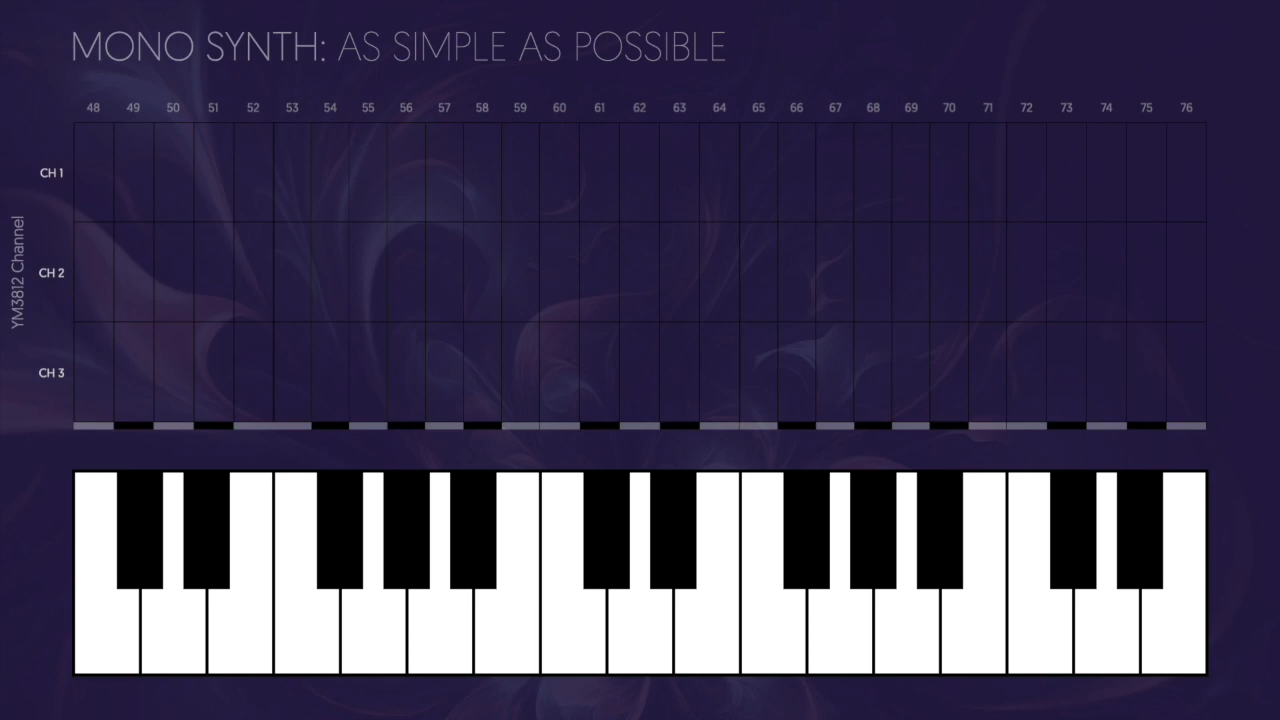 MONO SYNTH: AS SIMPLE AS POSSIBLE
48 49 50 51 52 53 54 55 56 57 58 59 60 61 62 63 64 65 66 67 68 69 70 71 72 73 74 75 76
YM3812 Channel
CH 1
CH 2
CH 3